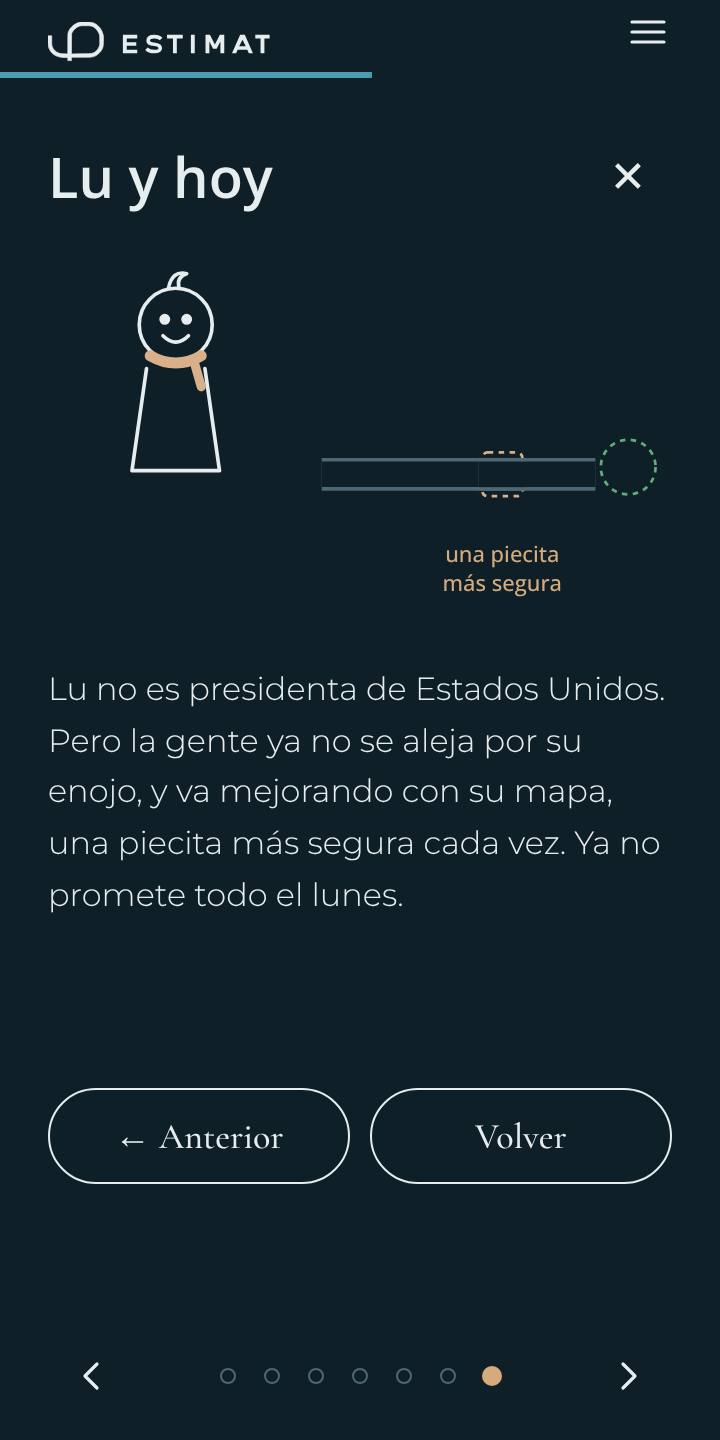 ESTIMAT
Lu y hoy
una piecita
más segura
Lu no es presidenta de Estados Unidos.
Pero la gente ya no se aleja por su
enojo, y va mejorando con su mapa,
una piecita más segura cada vez. Ya no
promete todo el lunes.
← Anterior
Volver